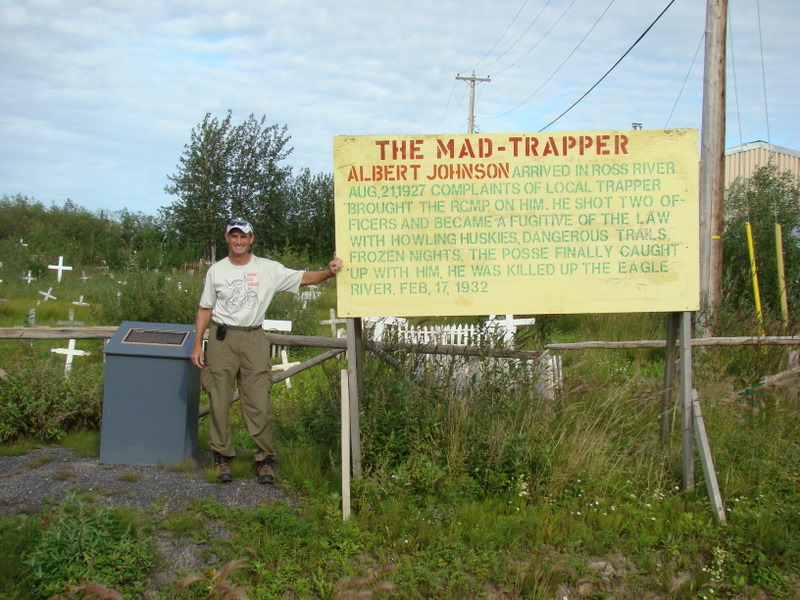 THE MAD-TRAPPER
ALBERT JOHNSON ARRIVED IN ROSS RIVER
AUG, 21,1927 COMPLAINTS OF LOCAL TRAPPER
BROUGHT THE RCMP. ON HIM. HE SHOT TWO OF-
FICERS AND BECAME A FUGITIVE OF THE LAW
WITH HOWLING HUSKIES, DANGEROUS TRAILS,
FROZEN NIGHTS, THE POSSE FINALLY CAUGHT
UP WITH HIM, HE WAS KILLED UP THE EAGLE
RIVER, FEB, 17, 1932